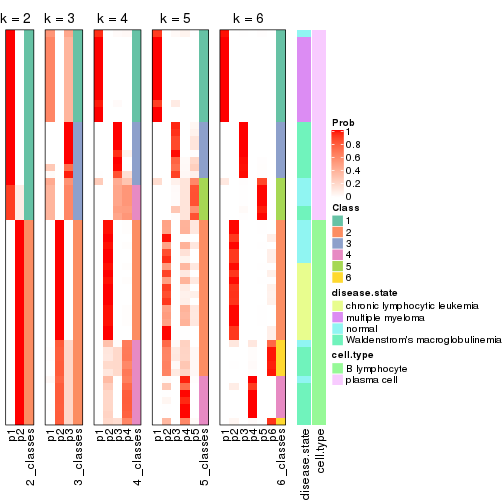 k = 2 k = 3 k = 4 k = 5 k = 6
Prob
1
0.8
0.6
0.4
0.2
0
Class
1
2
3
4
5
6
disease.state
chronic lymphocytic leukemia
multiple myeloma
normal
Waldenstrom's macroglobulinemia
cell.type
B lymphocyte
plasma cell
p1
p2
2_classes
p1
p2
p3
3_classes
p1
p2
p3
p4
4_classes
p1
p2
p3
p4
p5
5_classes
p1
p2
p3
p4
p5
p6
6_classes
disease.state
cell.type